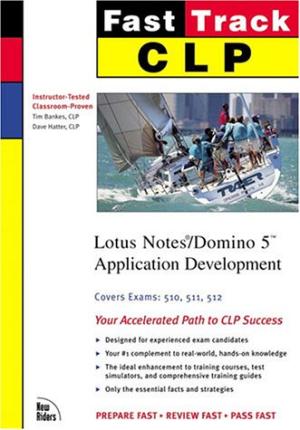 Fast Track
CLP
Instructor-Tested
Classroom-Proven
Tim Bankes, CLP
Dave Hatter, CLP
Lotus Notes®/Domino 5™
Application Development
Covers Exams: 510, 511, 512
Your Accelerated Path to CLP Success
▶ Designed for experienced exam candidates
▶ Your #1 complement to real-world, hands-on knowledge
▶ The ideal enhancement to training courses, test
simulators, and comprehensive training guides
▶ Only the essential facts and strategies
New
Riders
PREPARE FAST • REVIEW FAST • PASS FAST